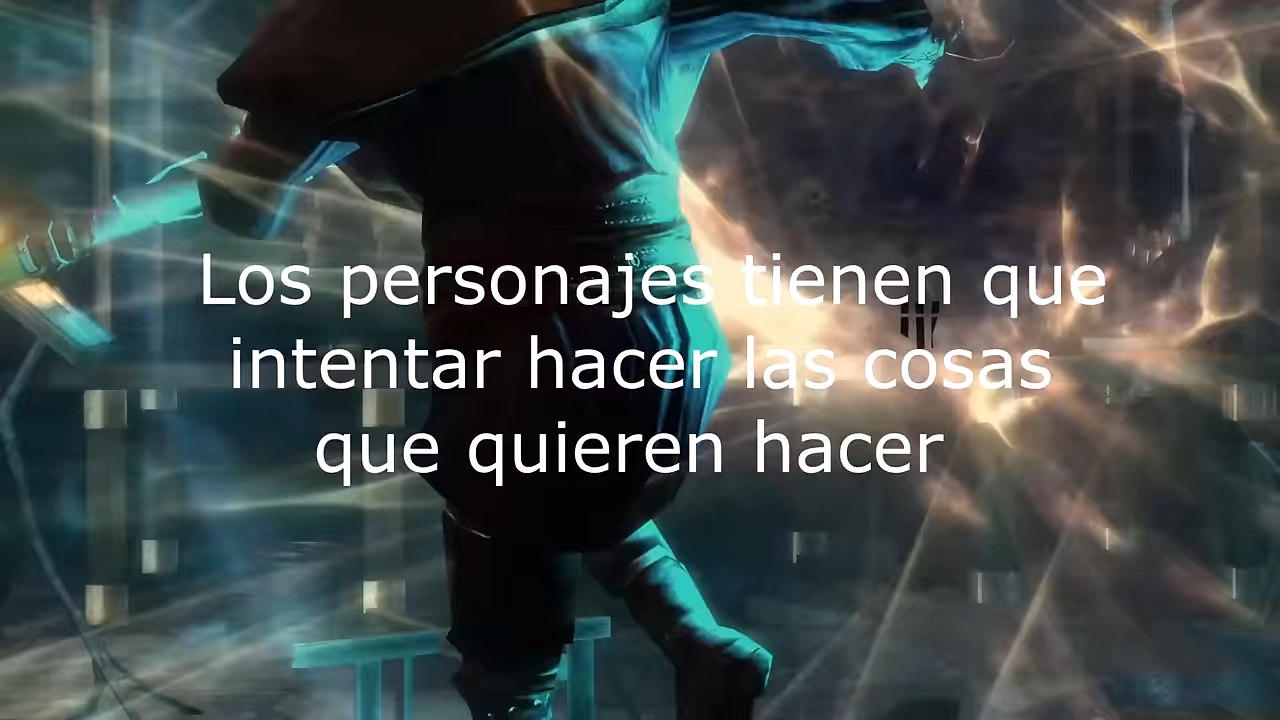 Los personajes tienen que
intentar hacer las cosas
que quieren hacer